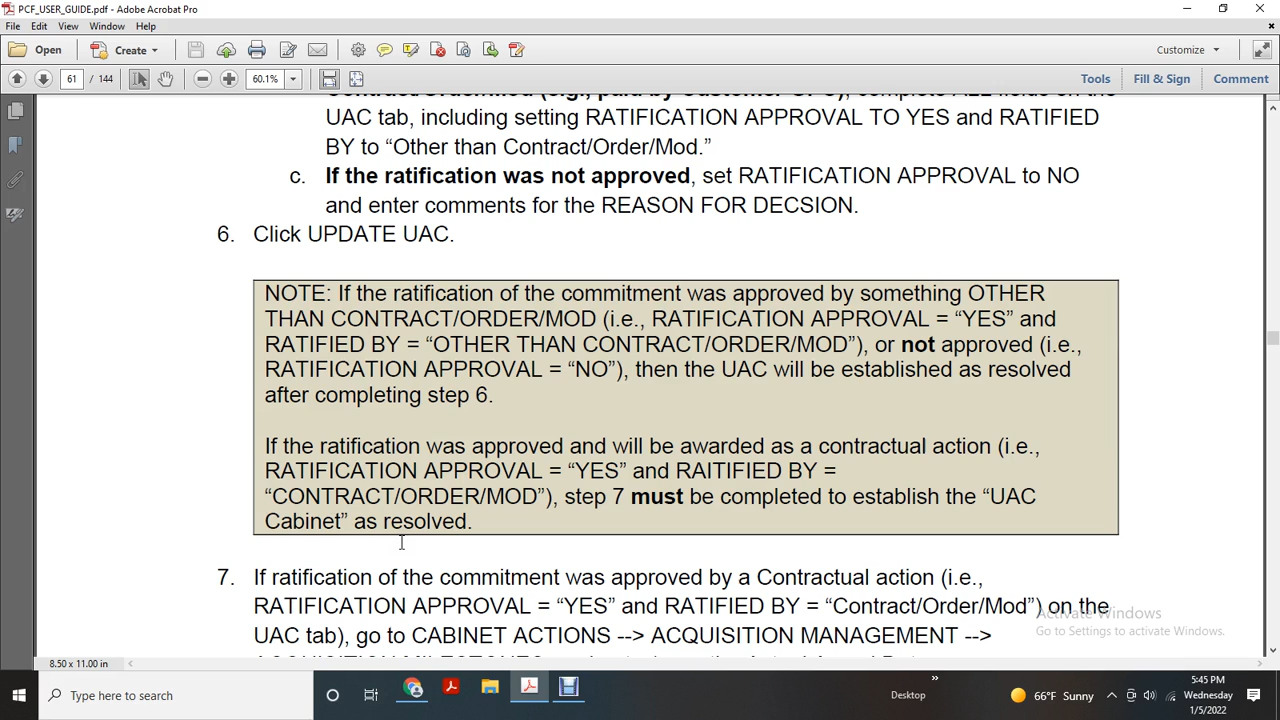 PCF_USER_GUIDE.pdf - Adobe Acrobat Pro
File Edit View Window Help
Open Create Customize
61 / 144 60.1% Tools Fill & Sign Comment
UAC tab, including setting RATIFICATION APPROVAL TO YES and RATIFIED
BY to “Other than Contract/Order/Mod.”
c. If the ratification was not approved, set RATIFICATION APPROVAL to NO
and enter comments for the REASON FOR DECSION.
6. Click UPDATE UAC.
NOTE: If the ratification of the commitment was approved by something OTHER
THAN CONTRACT/ORDER/MOD (i.e., RATIFICATION APPROVAL = “YES” and
RATIFIED BY = “OTHER THAN CONTRACT/ORDER/MOD”), or not approved (i.e.,
RATIFICATION APPROVAL = “NO”), then the UAC will be established as resolved
after completing step 6.
If the ratification was approved and will be awarded as a contractual action (i.e.,
RATIFICATION APPROVAL = “YES” and RAITIFIED BY =
“CONTRACT/ORDER/MOD”), step 7 must be completed to establish the “UAC
Cabinet” as resolved.
7. If ratification of the commitment was approved by a Contractual action (i.e.,
RATIFICATION APPROVAL = “YES” and RATIFIED BY = “Contract/Order/Mod”) on the
UAC tab), go to CABINET ACTIONS --> ACQUISITION MANAGEMENT -->
Activate Windows
Go to Settings to activate Windows.
8.50 x 11.00 in
Type here to search
Desktop
66°F Sunny
5:45 PM
Wednesday
1/5/2022